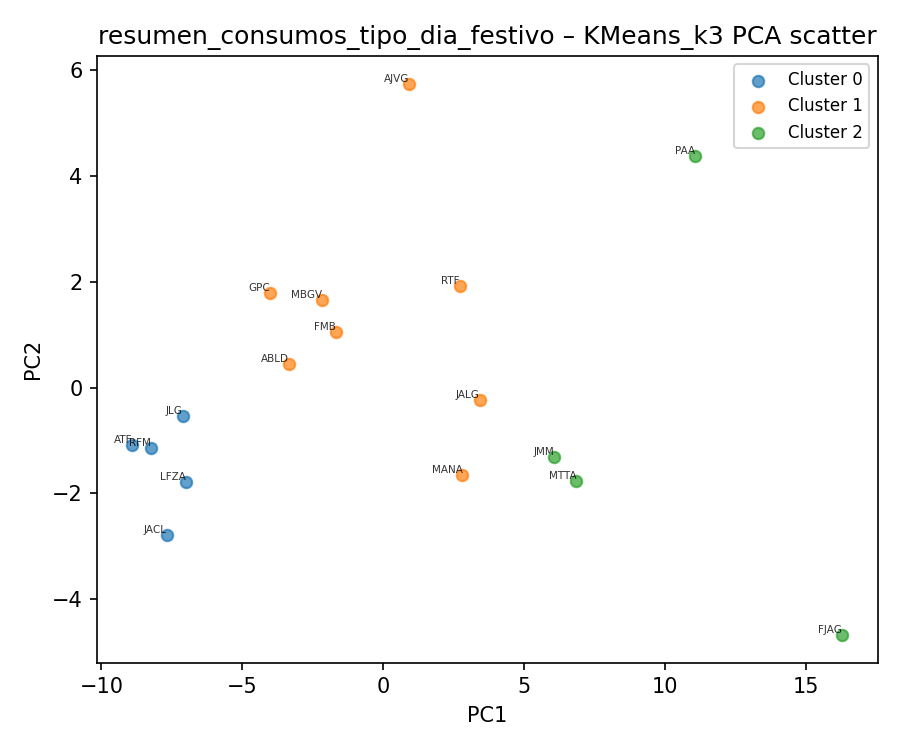 resumen_consumos_tipo_dia_festivo – KMeans_k3 PCA scatter
Cluster 0
Cluster 1
Cluster 2
AJVG
PAA
GPC
MBGV
RTF
FMB
ABLD
JALG
JLG
RFM
LFZA
JACL
MANA
JMM
MTTA
FJAG
6
4
2
0
−2
−4
PC2
−10
−5
0
5
10
15
PC1